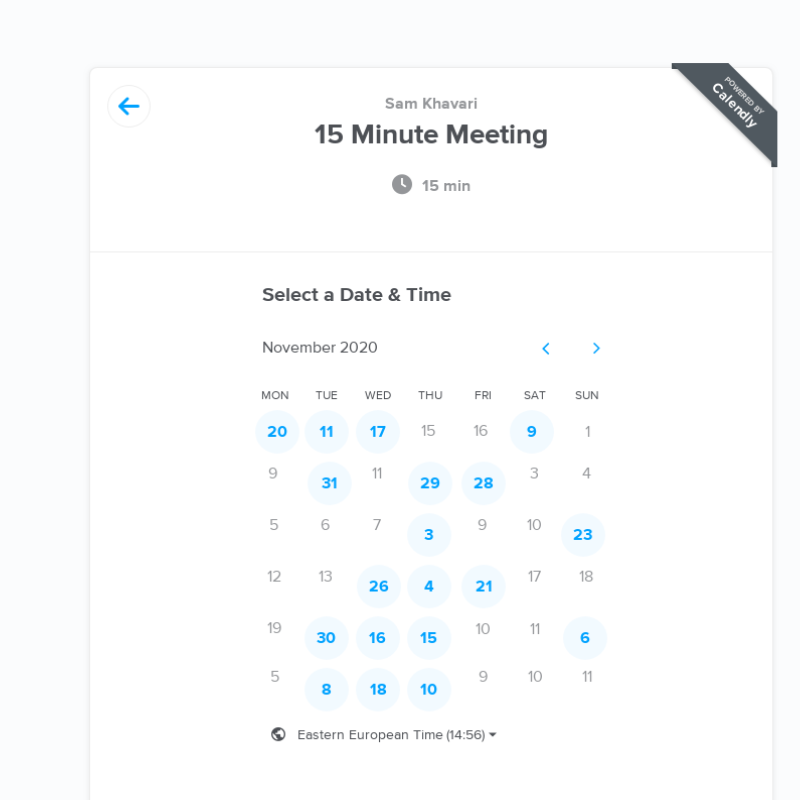 POWERED BY
Calendly
Sam Khavari
15 Minute Meeting
15 min
Select a Date & Time
November 2020
MON TUE WED THU FRI SAT SUN
20 11 17 15 16 9 1
9 31 11 29 28 3 4
5 6 7 3 9 10 23
12 13 26 4 21 17 18
19 30 16 15 10 11 6
5 8 18 10 9 10 11
Eastern European Time (14:56)